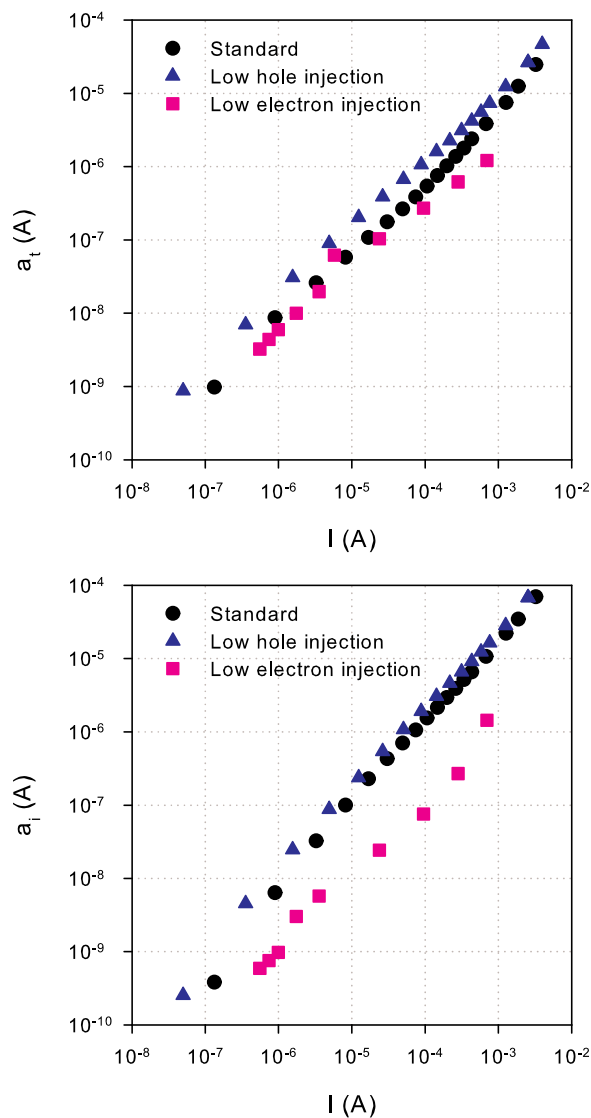 10⁻⁴
Standard
Low hole injection
10⁻⁵
Low electron injection
10⁻⁶
aₜ (A)
10⁻⁷
10⁻⁸
10⁻⁹
10⁻¹⁰
10⁻⁸ 10⁻⁷ 10⁻⁶ 10⁻⁵ 10⁻⁴ 10⁻³ 10⁻²
I (A)
10⁻⁴
Standard
Low hole injection
10⁻⁵
Low electron injection
10⁻⁶
aᵢ (A)
10⁻⁷
10⁻⁸
10⁻⁹
10⁻¹⁰
10⁻⁸ 10⁻⁷ 10⁻⁶ 10⁻⁵ 10⁻⁴ 10⁻³ 10⁻²
I (A)